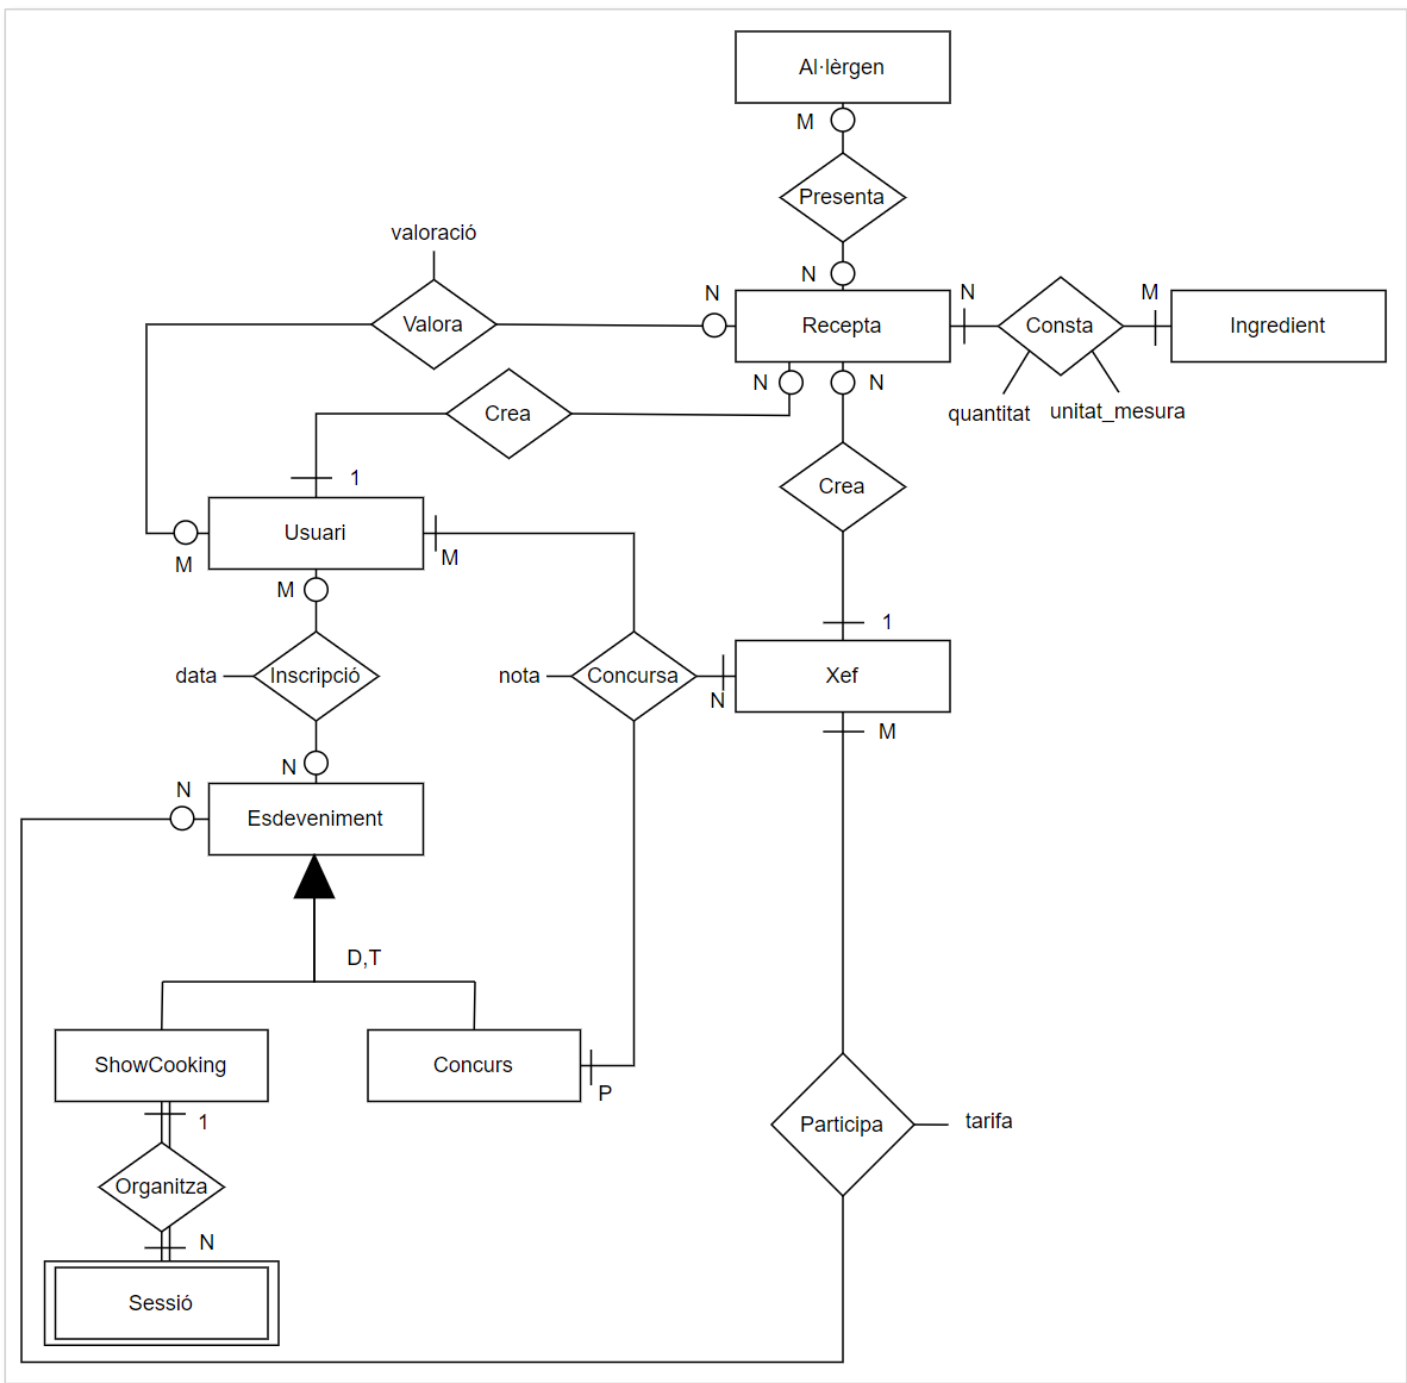 Al·lèrgen
M
Presenta
valoració
N
N
N
M
Valora
Recepta
Consta
Ingredient
N
N
quantitat
unitat_mesura
Crea
1
Crea
Usuari
M
M
M
1
data
Inscripció
nota
Concursa
N
Xef
M
N
N
Esdeveniment
D,T
ShowCooking
Concurs
P
1
Participa
tarifa
Organitza
N
Sessió